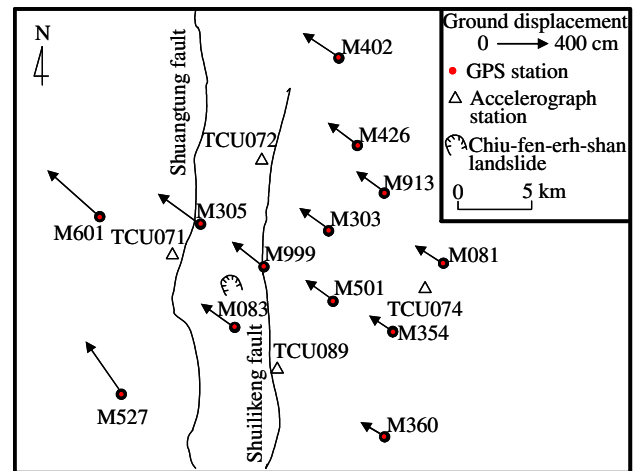 Ground displacement
0 400 cm
GPS station
Accelerograph
station
Chiu-fen-erh-shan
landslide
0 5 km
N
Shuangtung fault
M402
M426
TCU072
M913
M305
M303
M601
TCU071
M999
M081
M501
TCU074
M083
M354
Shuilikeng fault
TCU089
M527
M360